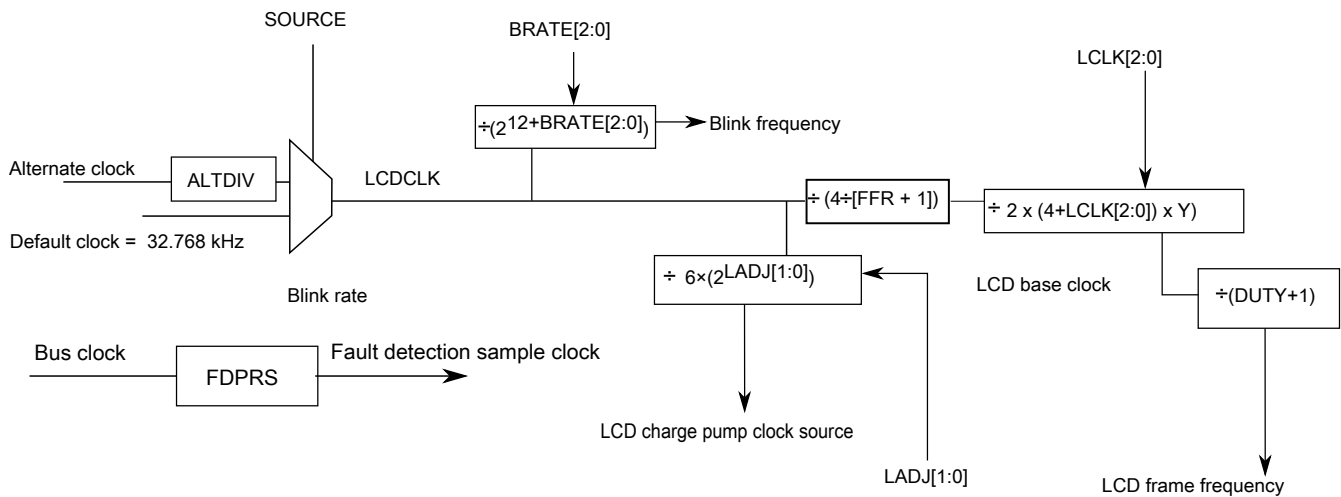 SOURCE
BRATE[2:0]
LCLK[2:0]
÷(2^12+BRATE[2:0])
Blink frequency
Alternate clock
ALTDIV
LCDCLK
÷ (4÷[FFR + 1])
÷ 2 x (4+LCLK[2:0]) x Y)
Default clock = 32.768 kHz
÷ 6×(2^LADJ[1:0])
LCD base clock
÷(DUTY+1)
Blink rate
Bus clock
FDPRS
Fault detection sample clock
LCD charge pump clock source
LADJ[1:0]
LCD frame frequency